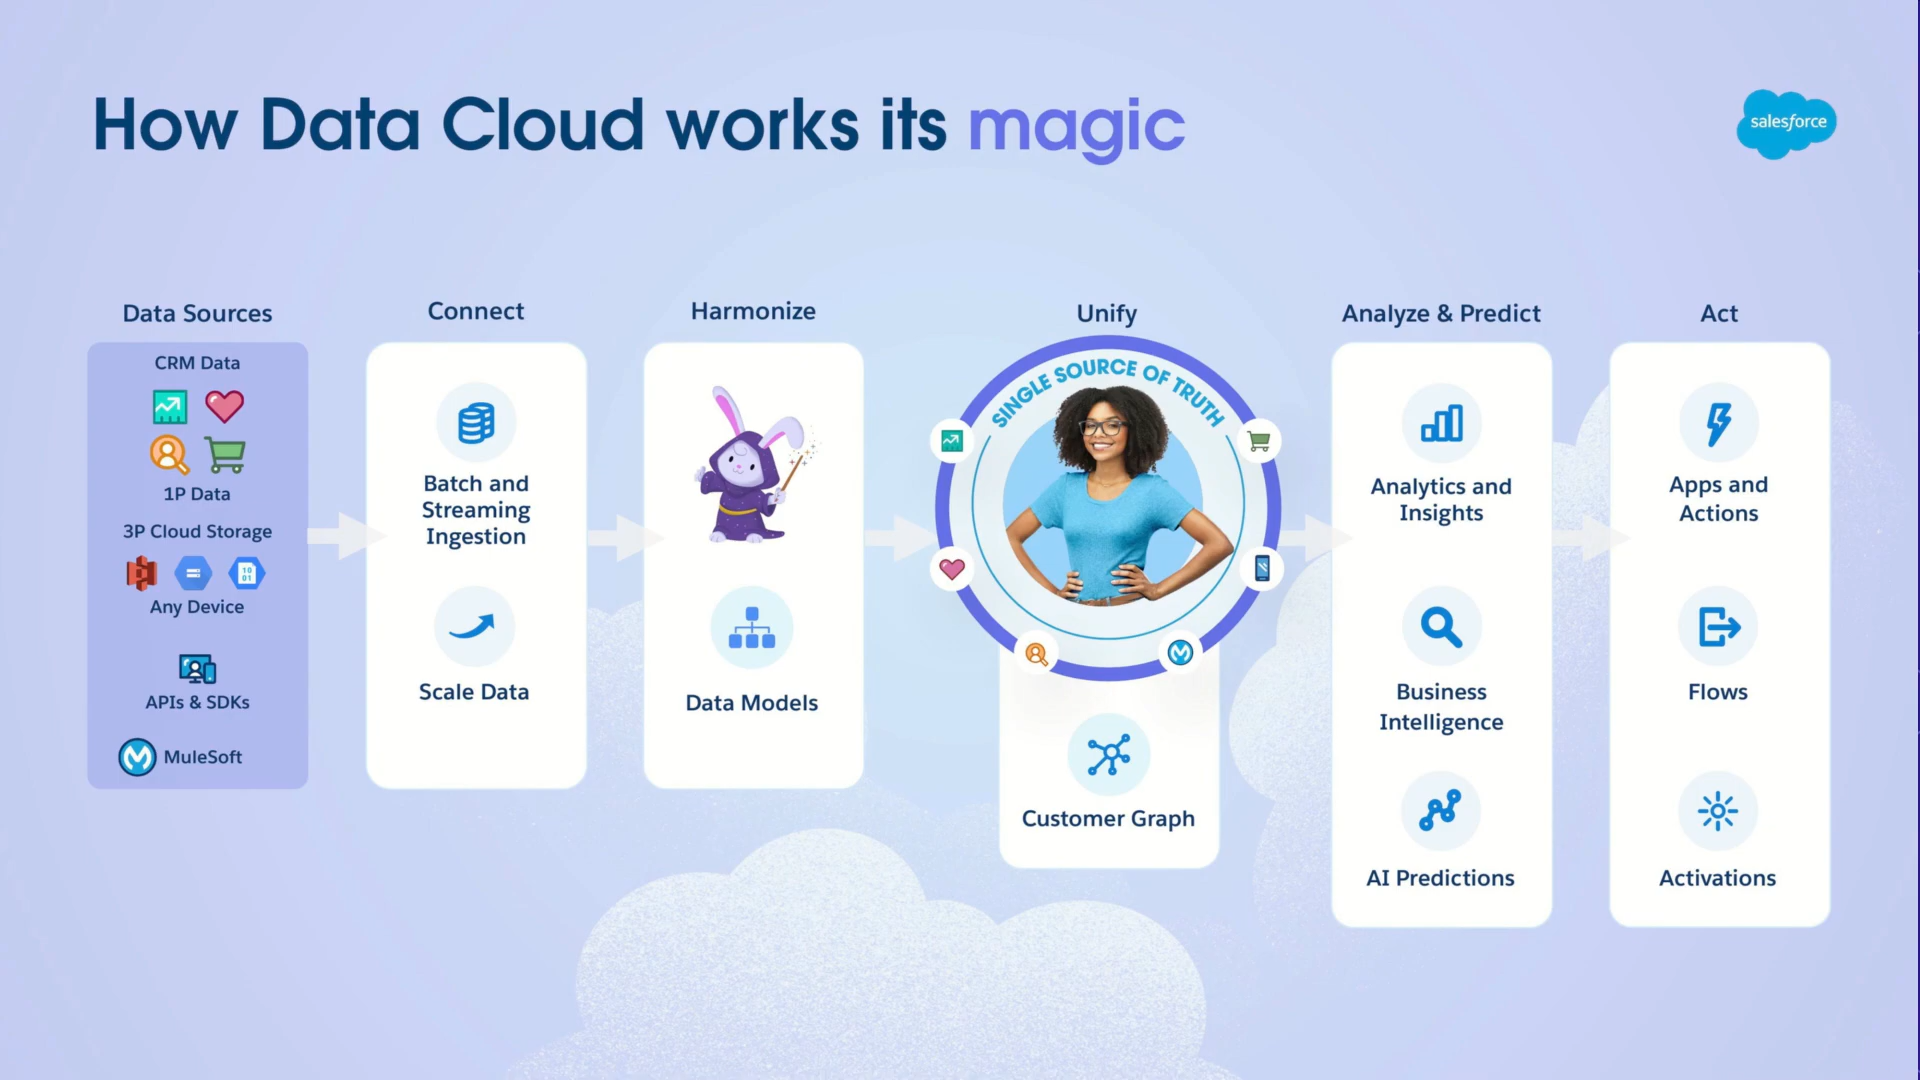 How Data Cloud works its magic
salesforce
Data Sources
CRM Data
1P Data
3P Cloud Storage
10
01
Any Device
APIs & SDKs
MuleSoft
Connect
Batch and
Streaming
Ingestion
Scale Data
Harmonize
Data Models
Unify
SINGLE SOURCE OF TRUTH
Customer Graph
Analyze & Predict
Analytics and
Insights
Business
Intelligence
AI Predictions
Act
Apps and
Actions
Flows
Activations